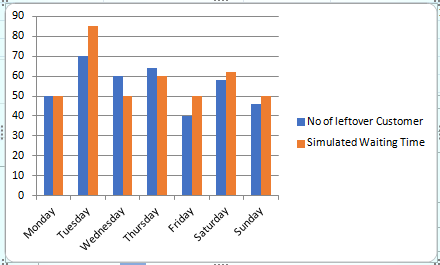 90
80
70
60
50
40
30
20
10
0
Monday
Tuesday
Wednesday
Thursday
Friday
Saturday
Sunday
No of leftover Customer
Simulated Waiting Time